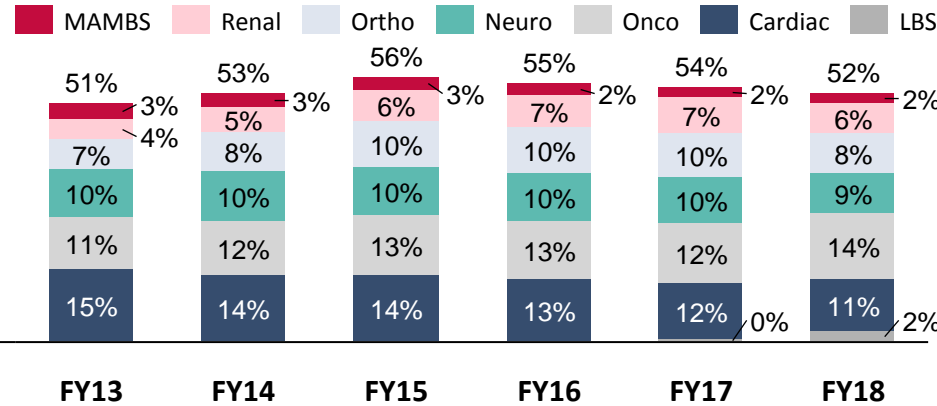 MAMBS Renal Ortho Neuro Onco Cardiac LBS
51% 53% 56% 55% 54% 52%
3% 3% 3% 2% 2% 2%
4% 5% 6% 7% 7% 6%
7% 8% 10% 10% 10% 8%
10% 10% 10% 10% 10% 9%
11% 12% 13% 13% 12% 14%
15% 14% 14% 13% 12% 11%
0% 2%
FY13 FY14 FY15 FY16 FY17 FY18